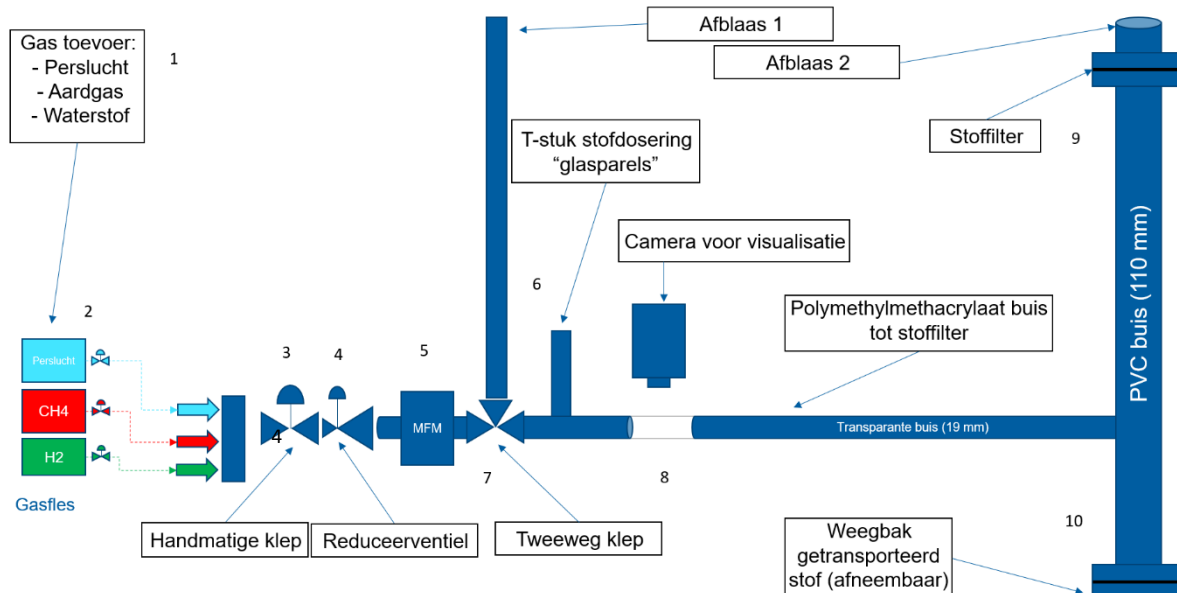 Gas toevoer:
- Perslucht
- Aardgas
- Waterstof
1
Afblaas 1
Afblaas 2
T-stuk stofdosering
“glasparels”
Stoffilter
9
Camera voor visualisatie
6
Polymethylmethacrylaat buis
tot stoffilter
PVC buis (110 mm)
2
Perslucht
CH4
H2
Gasfles
3
4
5
4
MFM
Transparante buis (19 mm)
7
8
Handmatige klep
Reduceerventiel
Tweeweg klep
10
Weegbak
getransporteerd
stof (afneembaar)